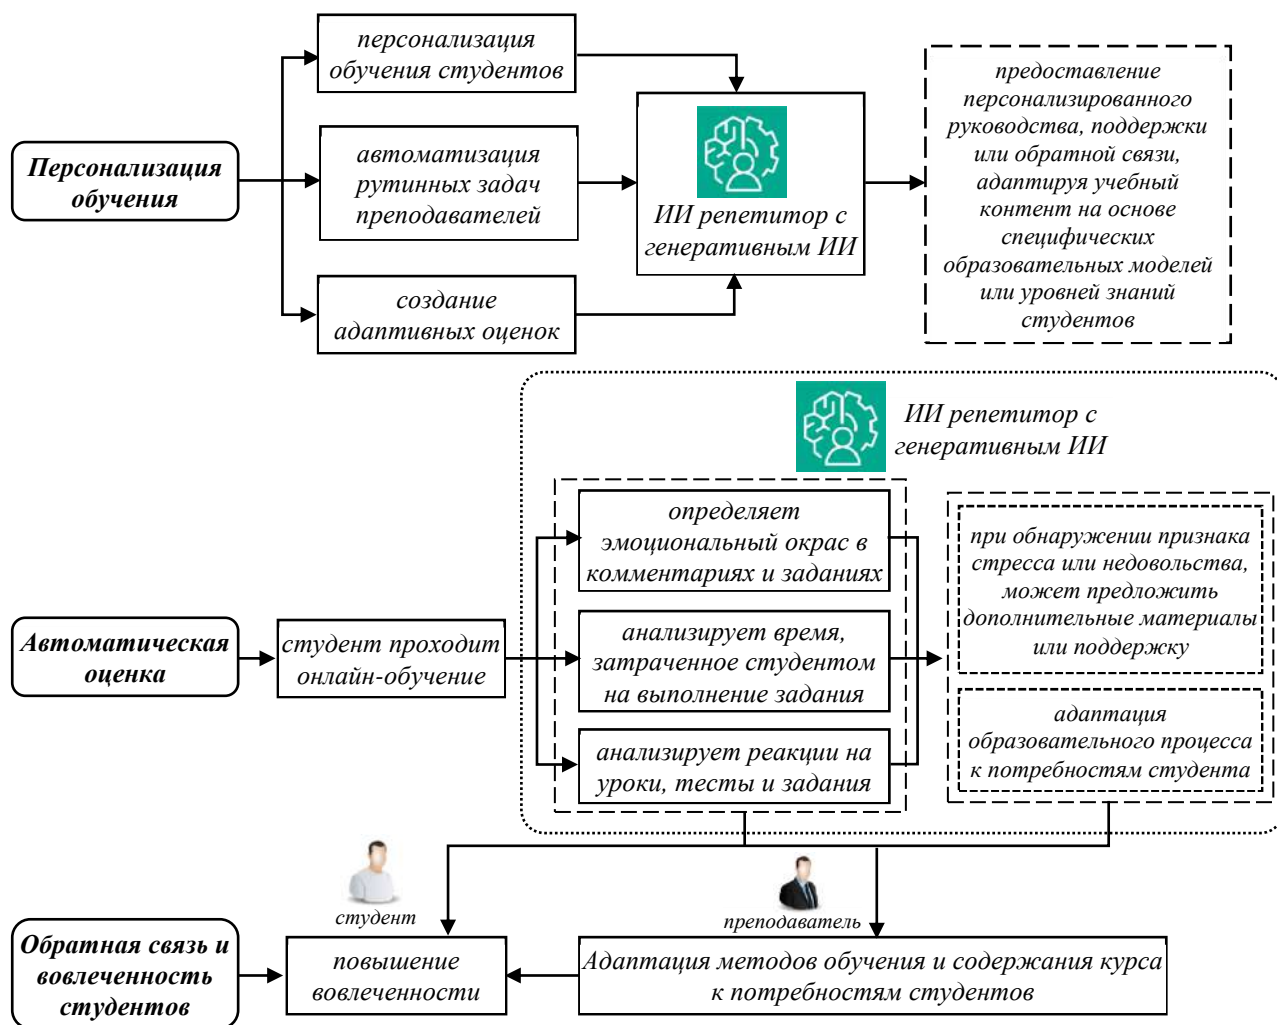 персонализация
обучения студентов
Персонализация
обучения
автоматизация
рутинных задач
преподавателей
создание
адаптивных оценок
ИИ репетитор с
генеративным ИИ
предоставление
персонализированного
руководства, поддержки
или обратной связи,
адаптируя учебный
контент на основе
специфических
образовательных моделей
или уровней знаний
студентов
ИИ репетитор с
генеративным ИИ
Автоматическая
оценка
студент проходит
онлайн-обучение
определяет
эмоциональный окрас в
комментариях и заданиях
анализирует время,
затраченное студентом
на выполнение задания
анализирует реакции на
уроки, тесты и задания
при обнаружении признака
стресса или недовольства,
может предложить
дополнительные материалы
или поддержку
адаптация
образовательного процесса
к потребностям студента
студент
преподаватель
Обратная связь и
вовлеченность
студентов
повышение
вовлеченности
Адаптация методов обучения и содержания курса
к потребностям студентов